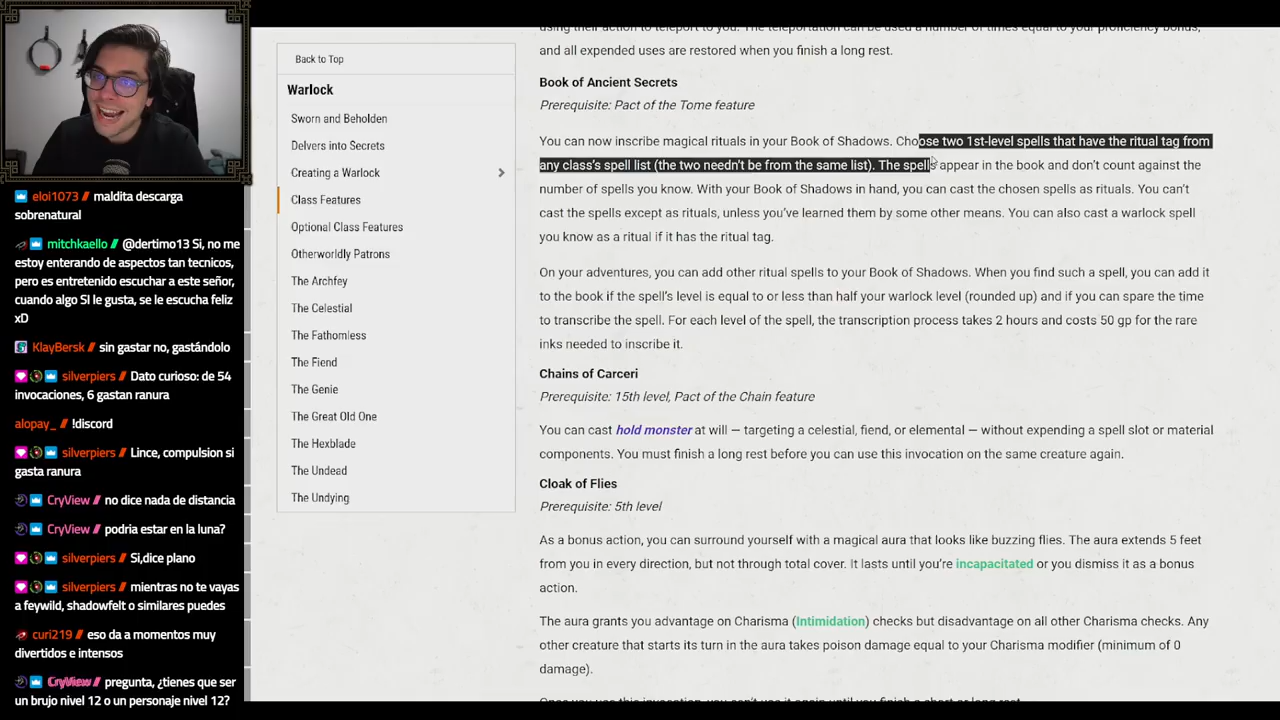 eloi1073 // maldita descarga
sobrenatural
mitchkaello // @dertimo13 Si, no me
estoy enterando de aspectos tan tecnicos,
pero es entretenido escuchar a este señor,
cuando algo SI le gusta, se le escucha feliz
xD
KlayBersk // sin gastar no, gastándolo
silverpiers // Dato curioso: de 54
invocaciones, 6 gastan ranura
alopay_ // !discord
silverpiers // Lince, compulsion si
gasta ranura
CryView // no dice nada de distancia
CryView // podria estar en la luna?
silverpiers // Si,dice plano
silverpiers // mientras no te vayas
a feywild, shadowfelt o similares puedes
curi219 // eso da a momentos muy
divertidos e intensos
CryView // pregunta, ¿tienes que ser
un brujo nivel 12 o un personaje nivel 12?
Back to Top
Warlock
Sworn and Beholden
Delvers into Secrets
Creating a Warlock
Class Features
Optional Class Features
Otherworldly Patrons
The Archfey
The Celestial
The Fathomless
The Fiend
The Genie
The Great Old One
The Hexblade
The Undead
The Undying
using their action to teleport to you. The teleportation can be used a number of times equal to your proficiency bonus,
and all expended uses are restored when you finish a long rest.
Book of Ancient Secrets
Prerequisite: Pact of the Tome feature
You can now inscribe magical rituals in your Book of Shadows. Choose two 1st-level spells that have the ritual tag from
any class's spell list (the two needn't be from the same list). The spells appear in the book and don't count against the
number of spells you know. With your Book of Shadows in hand, you can cast the chosen spells as rituals. You can't
cast the spells except as rituals, unless you've learned them by some other means. You can also cast a warlock spell
you know as a ritual if it has the ritual tag.
On your adventures, you can add other ritual spells to your Book of Shadows. When you find such a spell, you can add it
to the book if the spell's level is equal to or less than half your warlock level (rounded up) and if you can spare the time
to transcribe the spell. For each level of the spell, the transcription process takes 2 hours and costs 50 gp for the rare
inks needed to inscribe it.
Chains of Carceri
Prerequisite: 15th level, Pact of the Chain feature
You can cast hold monster at will — targeting a celestial, fiend, or elemental — without expending a spell slot or material
components. You must finish a long rest before you can use this invocation on the same creature again.
Cloak of Flies
Prerequisite: 5th level
As a bonus action, you can surround yourself with a magical aura that looks like buzzing flies. The aura extends 5 feet
from you in every direction, but not through total cover. It lasts until you're incapacitated or you dismiss it as a bonus
action.
The aura grants you advantage on Charisma (Intimidation) checks but disadvantage on all other Charisma checks. Any
other creature that starts its turn in the aura takes poison damage equal to your Charisma modifier (minimum of 0
damage).
Once you use this invocation, you can't use it again until you finish a short or long rest.